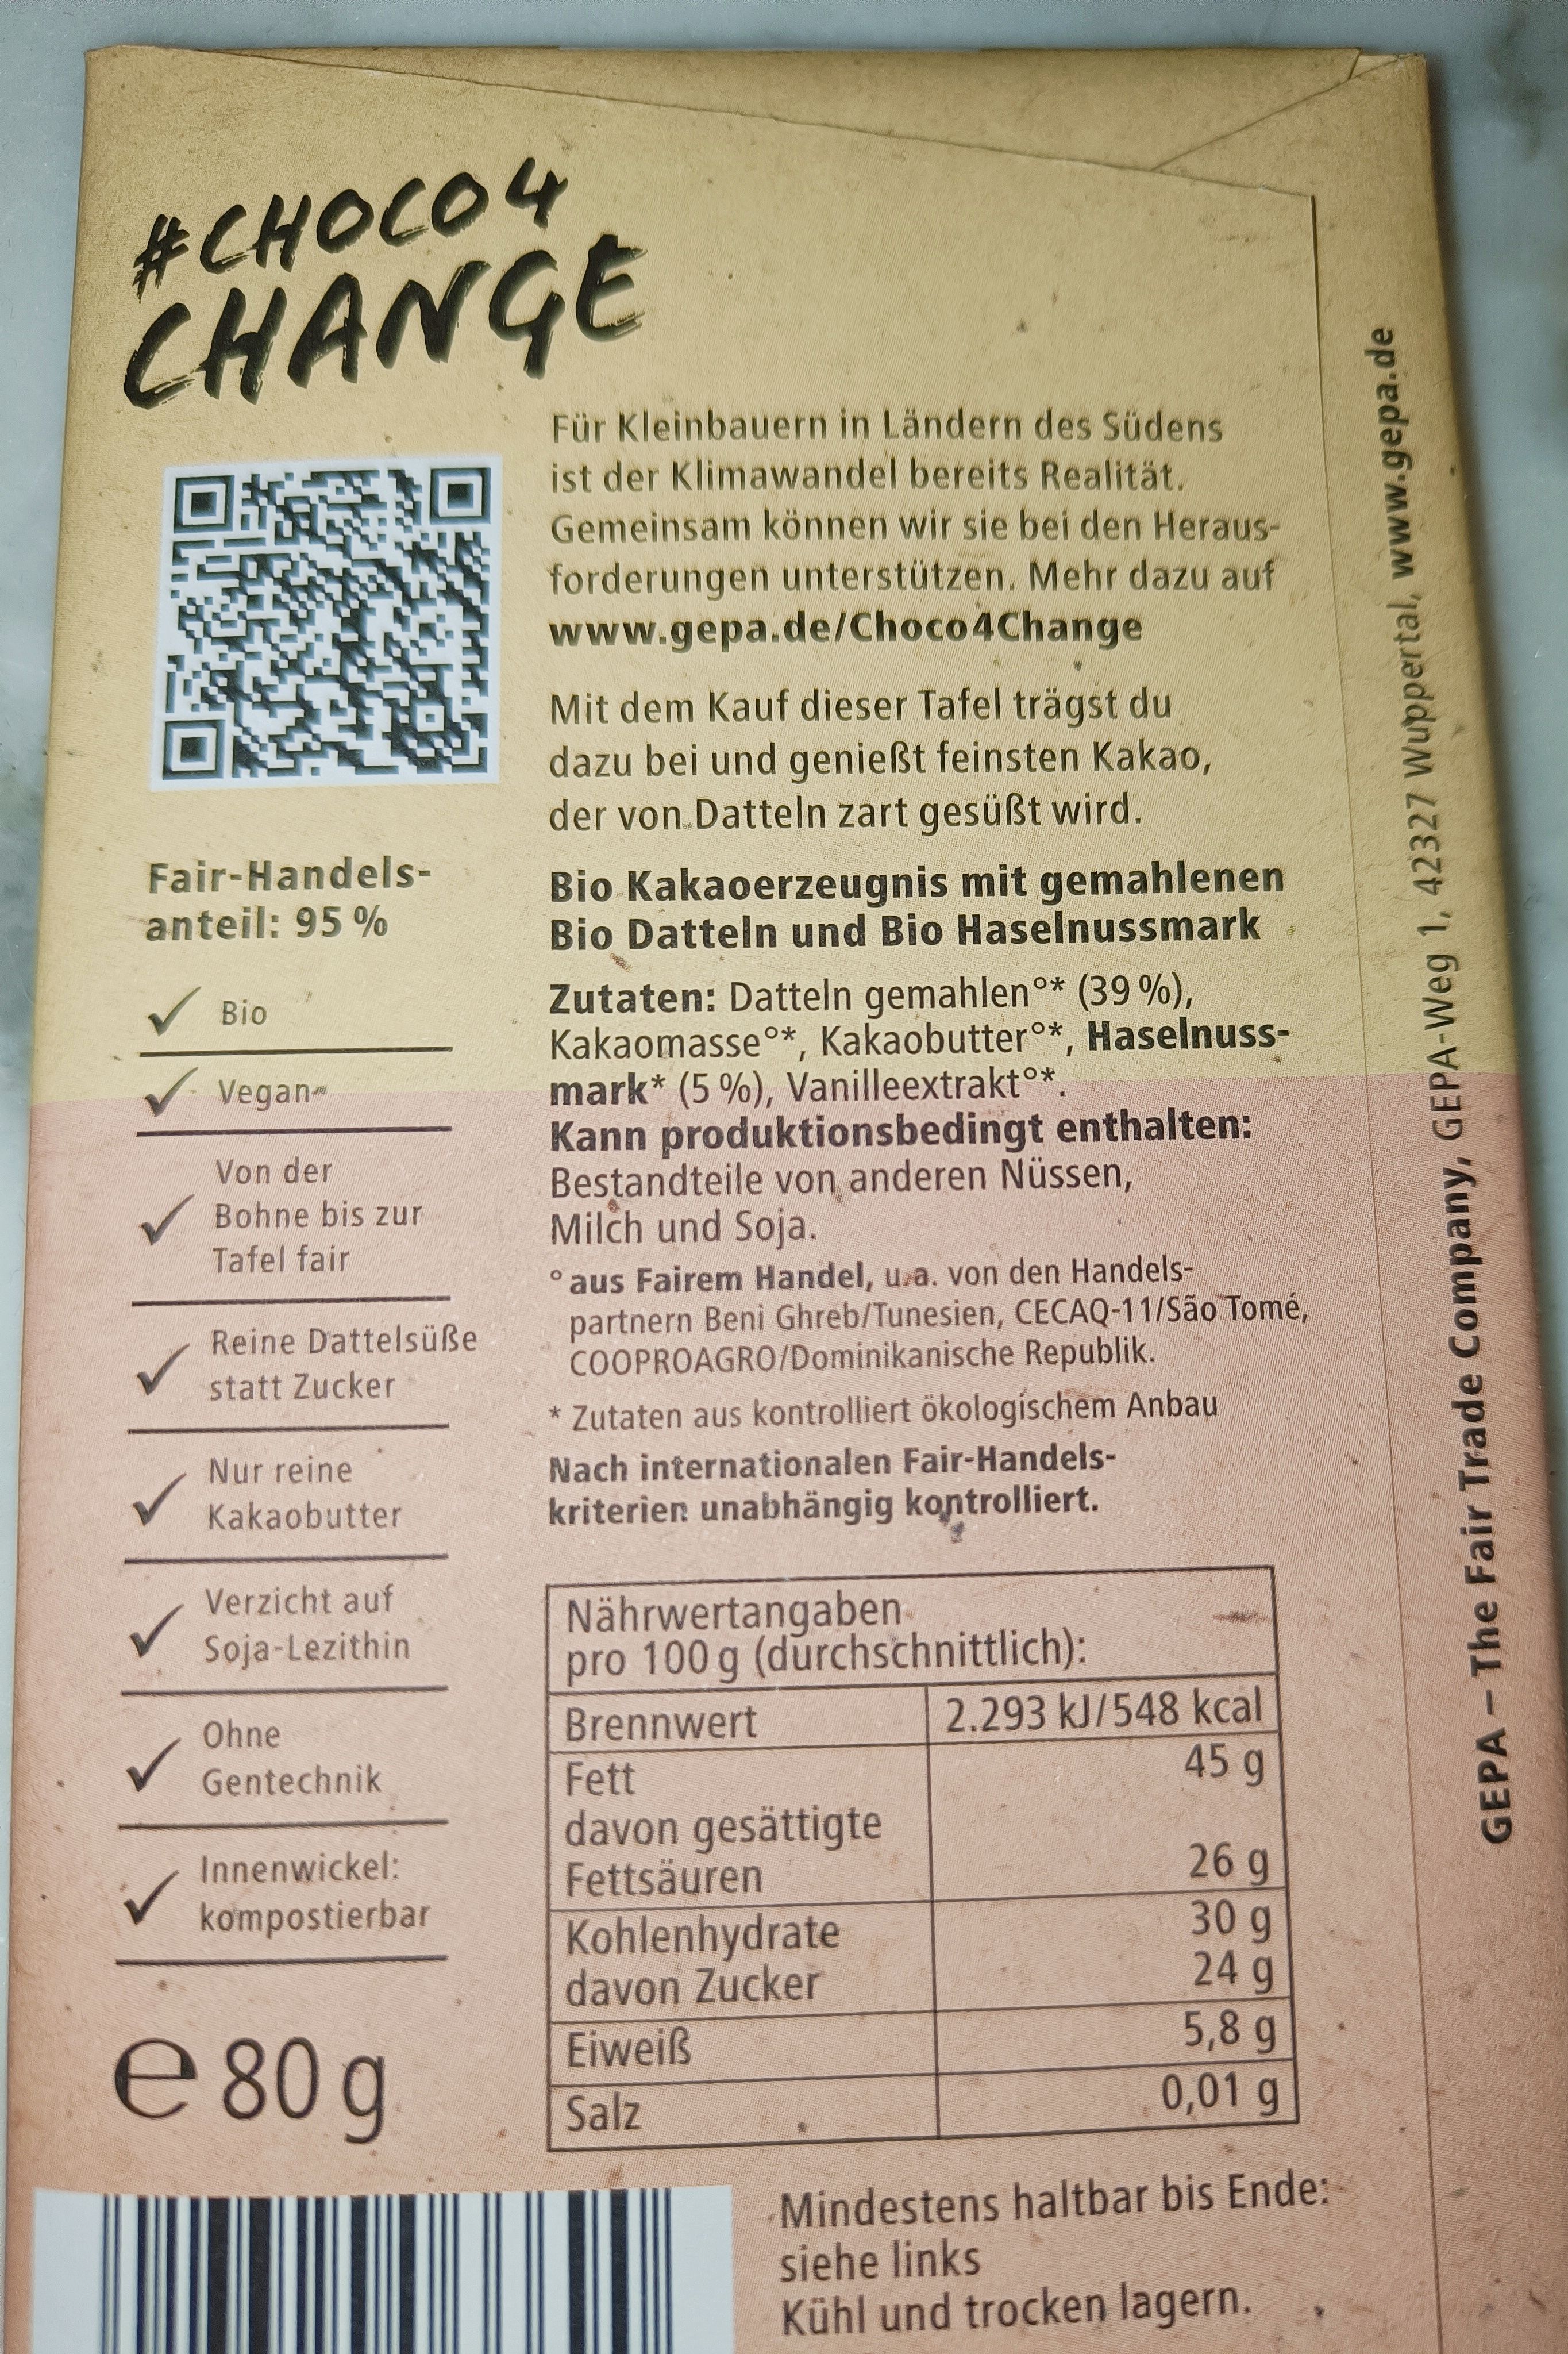 #CHOCO4
CHANGE
Für Kleinbauern in Ländern des Südens
ist der Klimawandel bereits Realität.
Gemeinsam können wir sie bei den Heraus-
forderungen unterstützen. Mehr dazu auf
www.gepa.de/Choco4Change
Mit dem Kauf dieser Tafel trägst du
dazu bei und genießt feinsten Kakao,
der von Datteln zart gesüßt wird.
Fair-Handels-
anteil: 95 %
Bio
Vegan
Von der
Bohne bis zur
Tafel fair
Reine Dattelsüße
statt Zucker
Nur reine
Kakaobutter
Verzicht auf
Soja-Lezithin
Ohne
Gentechnik
Innenwickel:
kompostierbar
e 80 g
Bio Kakaoerzeugnis mit gemahlenen
Bio Datteln und Bio Haselnussmark
Zutaten: Datteln gemahlen°* (39 %),
Kakaomasse°*, Kakaobutter°*, Haselnuss-
mark* (5 %), Vanilleextrakt°*.
Kann produktionsbedingt enthalten:
Bestandteile von anderen Nüssen,
Milch und Soja.
° aus Fairem Handel, u.a. von den Handels-
partnern Beni Ghreb/Tunesien, CECAQ-11/São Tomé,
COOPROAGRO/Dominikanische Republik.
* Zutaten aus kontrolliert ökologischem Anbau
Nach internationalen Fair-Handels-
kriterien unabhängig kontrolliert.
Nährwertangaben
pro 100 g (durchschnittlich):
Brennwert 2.293 kJ/548 kcal
Fett 45 g
davon gesättigte
Fettsäuren 26 g
Kohlenhydrate 30 g
davon Zucker 24 g
Eiweiß 5,8 g
Salz 0,01 g
Mindestens haltbar bis Ende:
siehe links
Kühl und trocken lagern.
GEPA – The Fair Trade Company, GEPA-Weg 1, 42327 Wuppertal, www.gepa.de